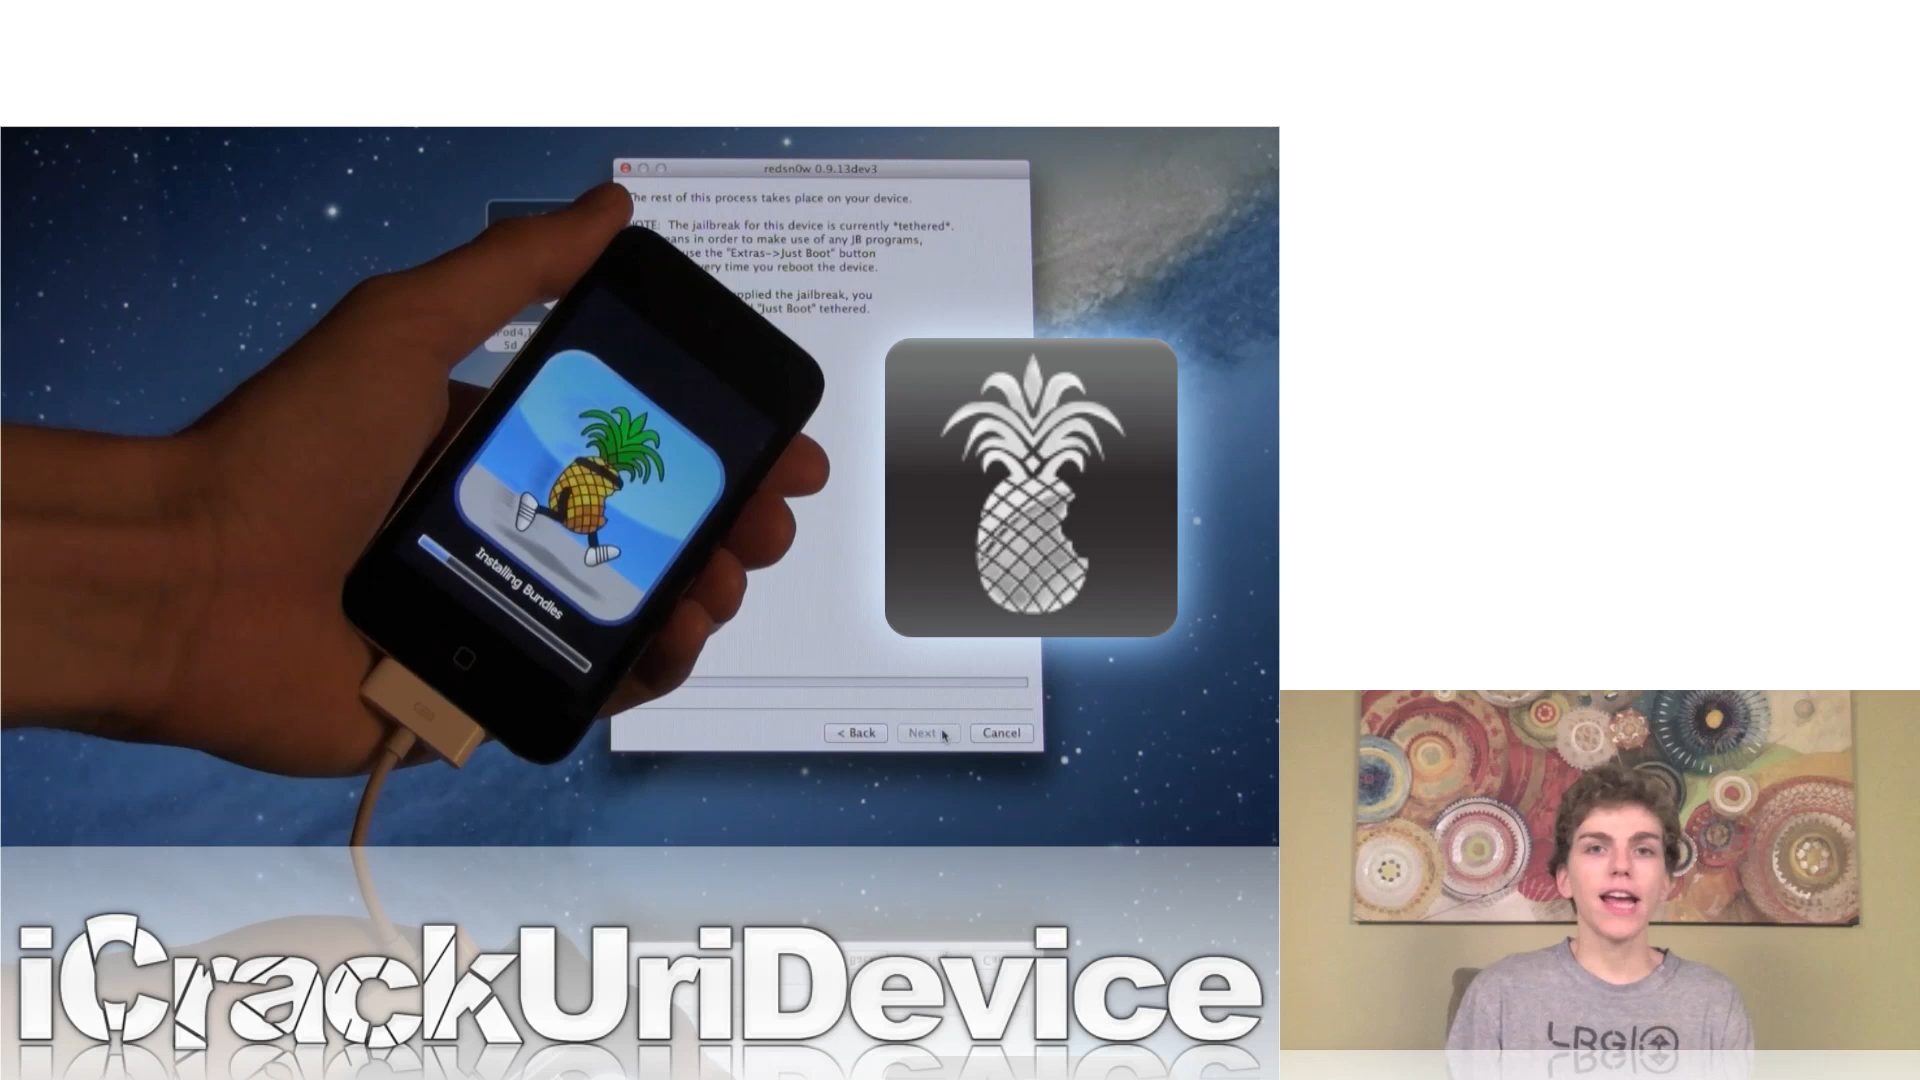 redsn0w 0.9.13dev3
The rest of this process takes place on your device.
NOTE: The jailbreak for this device is currently *tethered*.
in order to make use of any JB programs,
use the "Extras->Just Boot" button
every time you reboot the device.
applied the jailbreak, you
"Just Boot" tethered.
Installing Bundles
< Back
Next
Cancel
iCrackUriDevice
LRG